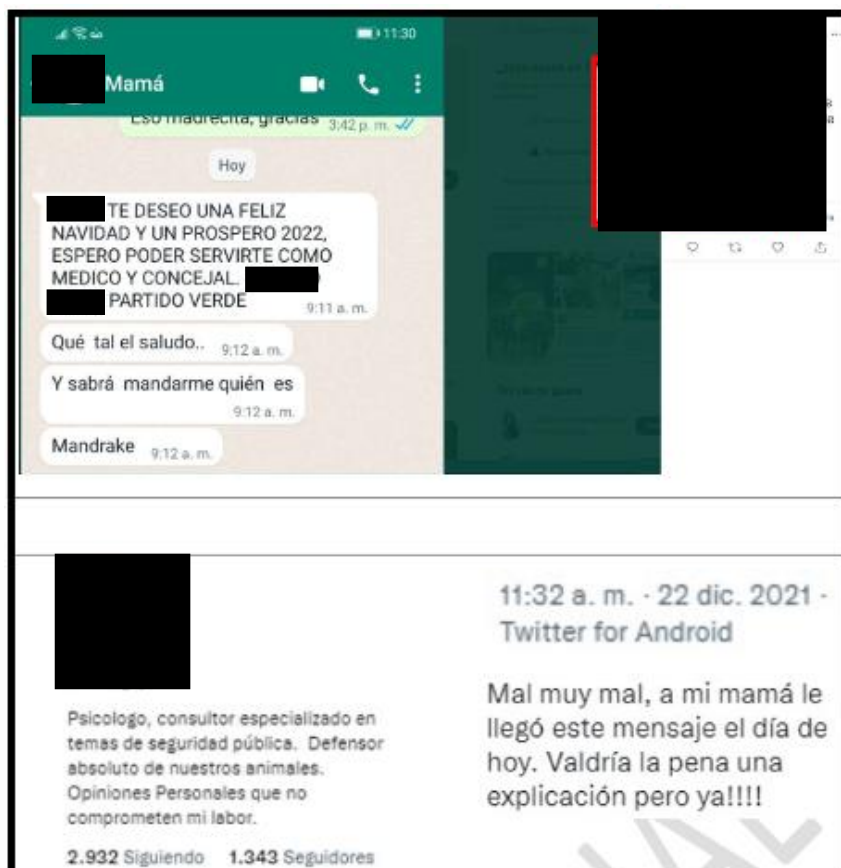 11:30
Mamá
Eso madrecita, gracias 3:42 p. m.
Hoy
TE DESEO UNA FELIZ
NAVIDAD Y UN PROSPERO 2022,
ESPERO PODER SERVIRTE COMO
MEDICO Y CONCEJAL.
PARTIDO VERDE 9:11 a. m.
Qué tal el saludo.. 9:12 a. m.
Y sabrá mandarme quién es
9:12 a. m.
Mandrake 9:12 a. m.
Psicologo, consultor especializado en
temas de seguridad pública. Defensor
absoluto de nuestros animales.
Opiniones Personales que no
comprometen mi labor.
2.932 Siguiendo 1.343 Seguidores
11:32 a. m. · 22 dic. 2021 ·
Twitter for Android
Mal muy mal, a mi mamá le
llegó este mensaje el día de
hoy. Valdría la pena una
explicación pero ya!!!!